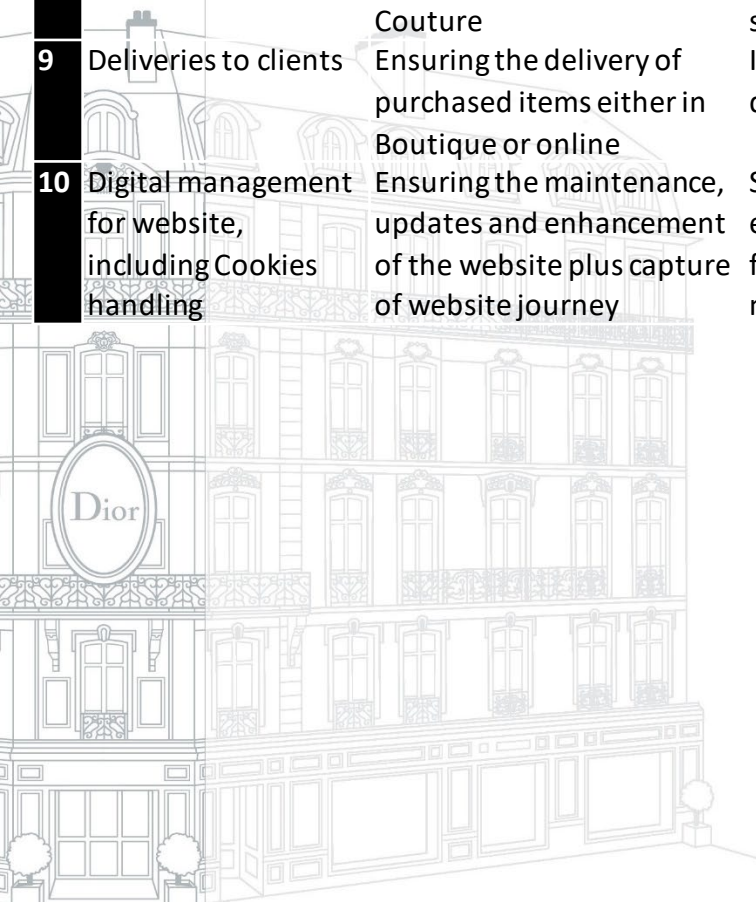 Couture
9 Deliveries to clients Ensuring the delivery of
purchased items either in
Boutique or online
10 Digital management Ensuring the maintenance,
for website, updates and enhancement
including Cookies of the website plus capture
handling of website journey
Dior